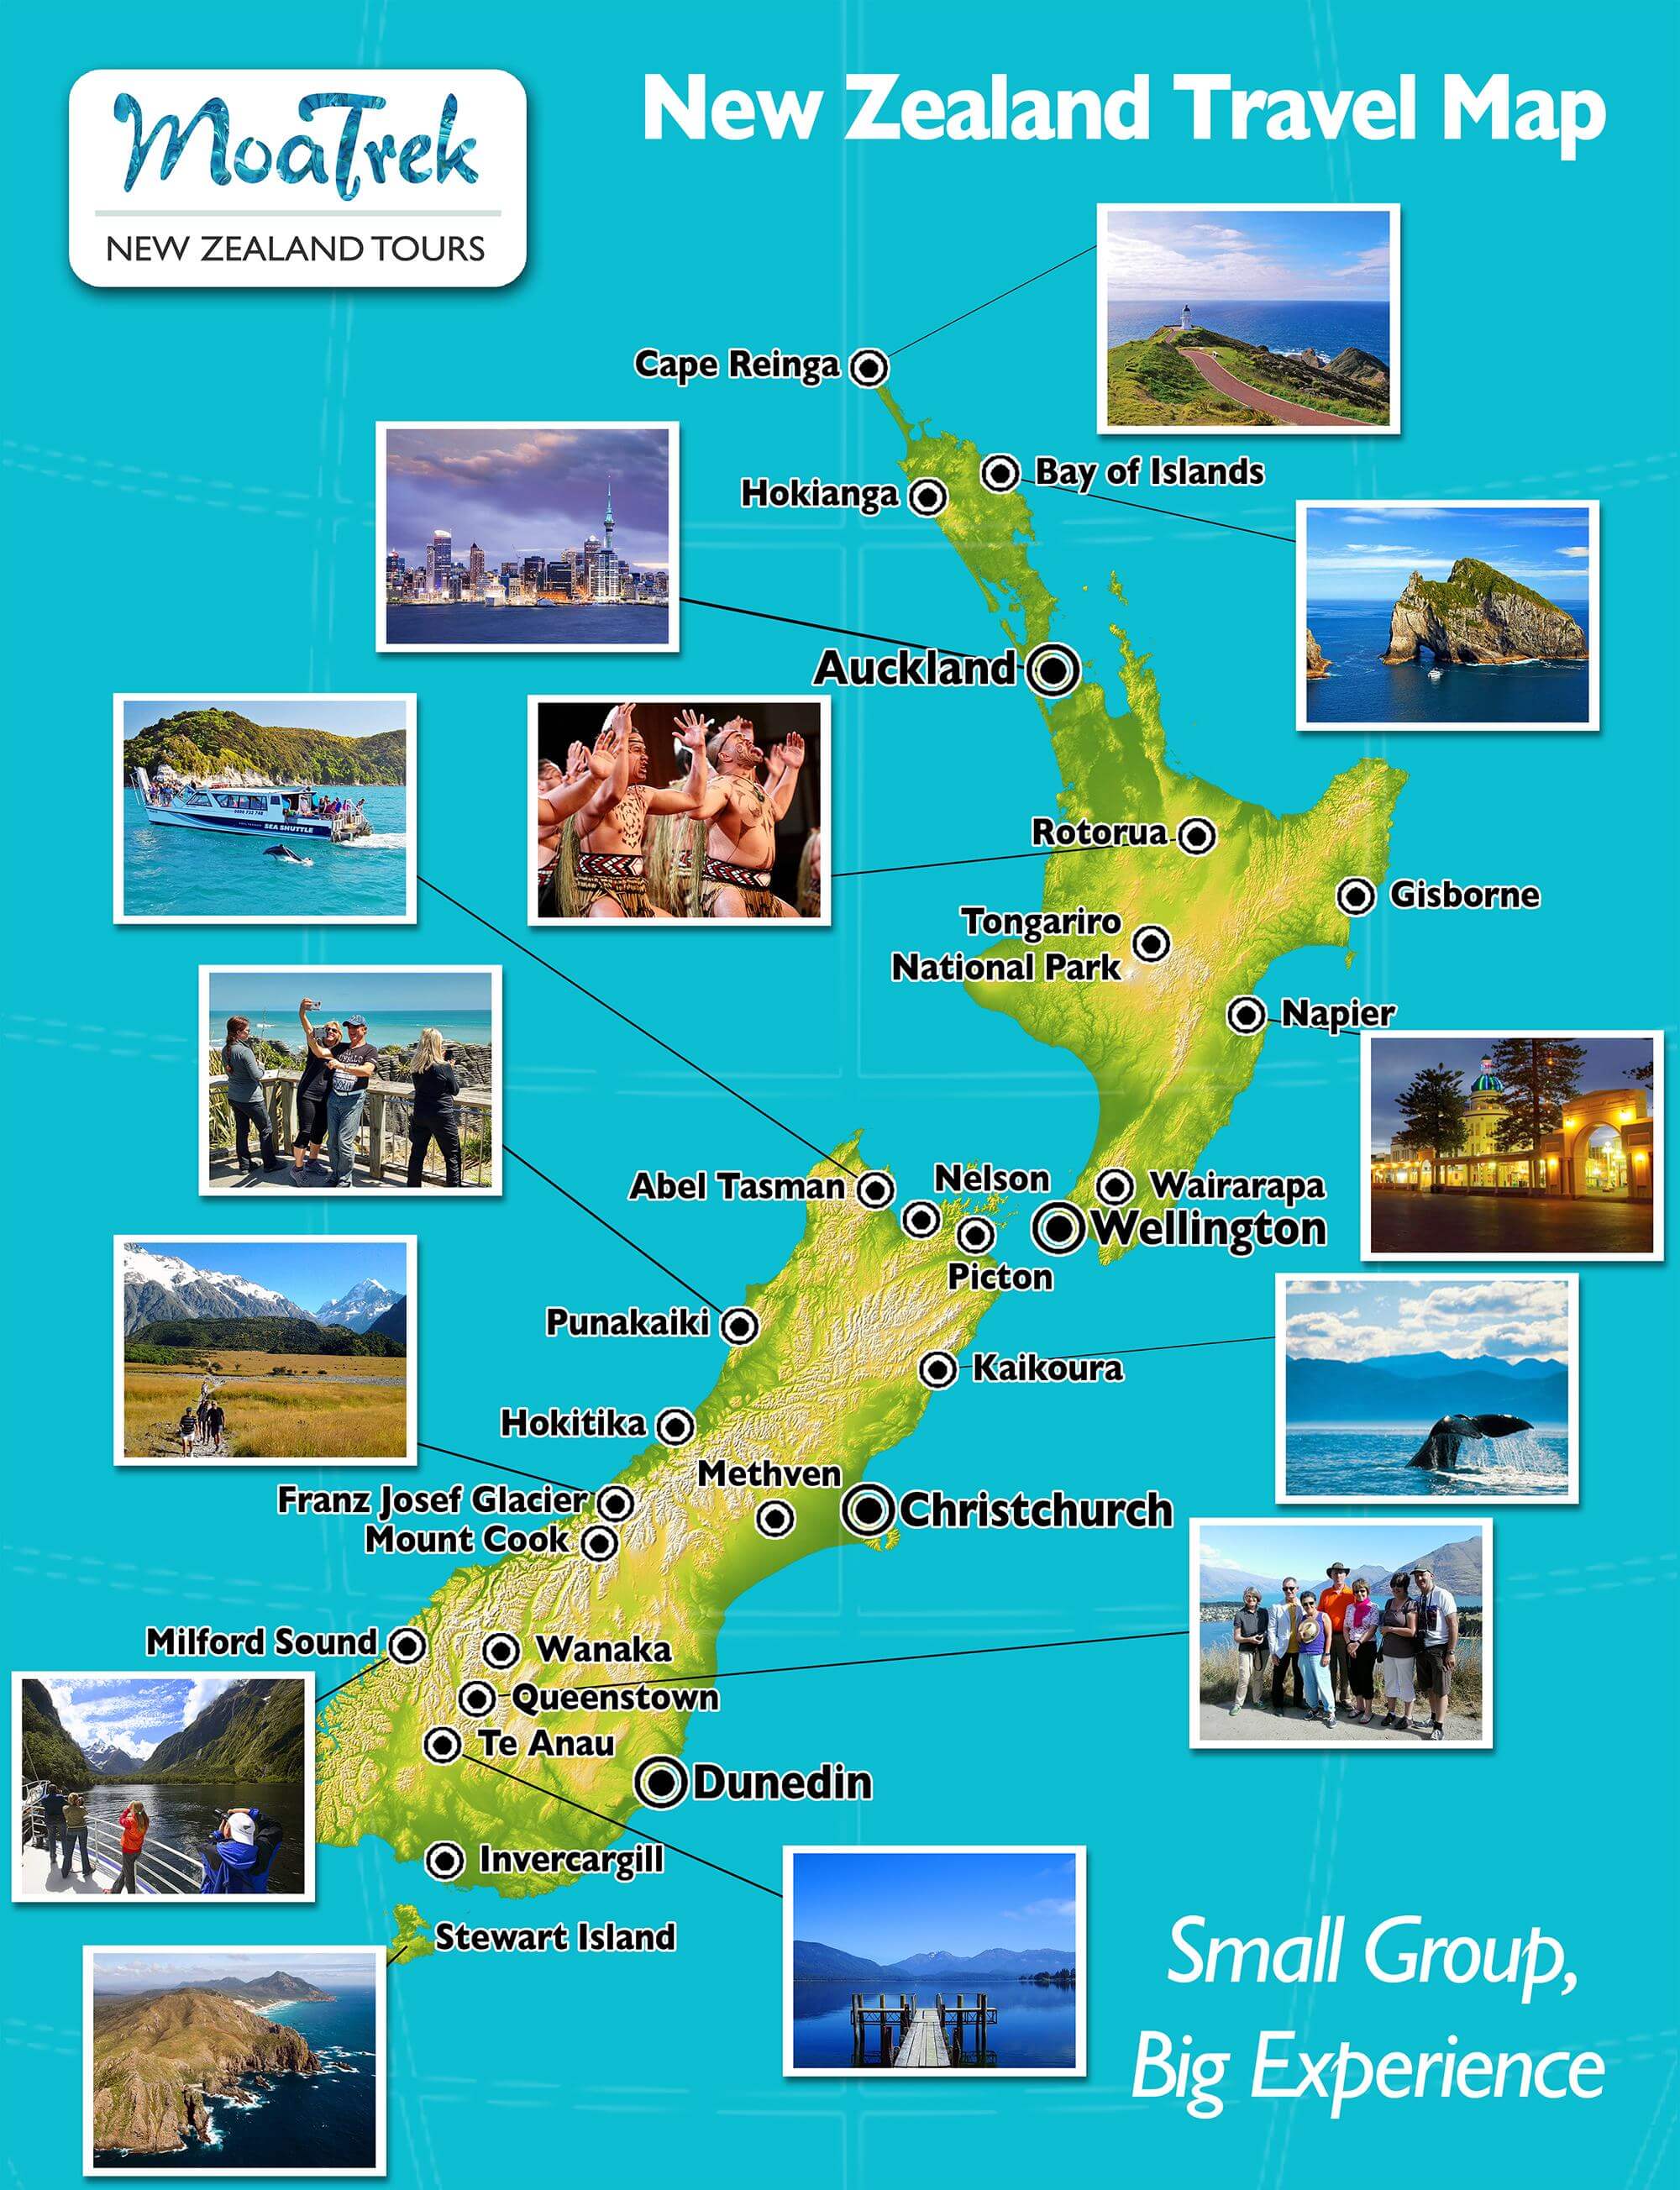 MoaTrek
NEW ZEALAND TOURS
New Zealand Travel Map
Cape Reinga
Bay of Islands
Hokianga
Auckland
SEA SHUTTLE
Rotorua
Gisborne
Tongariro
National Park
Napier
Abel Tasman
Nelson
Wairarapa
Wellington
Picton
Punakaiki
Kaikoura
Hokitika
Methven
Franz Josef Glacier
Christchurch
Mount Cook
Milford Sound
Wanaka
Queenstown
Te Anau
Dunedin
Invercargill
Stewart Island
Small Group,
Big Experience